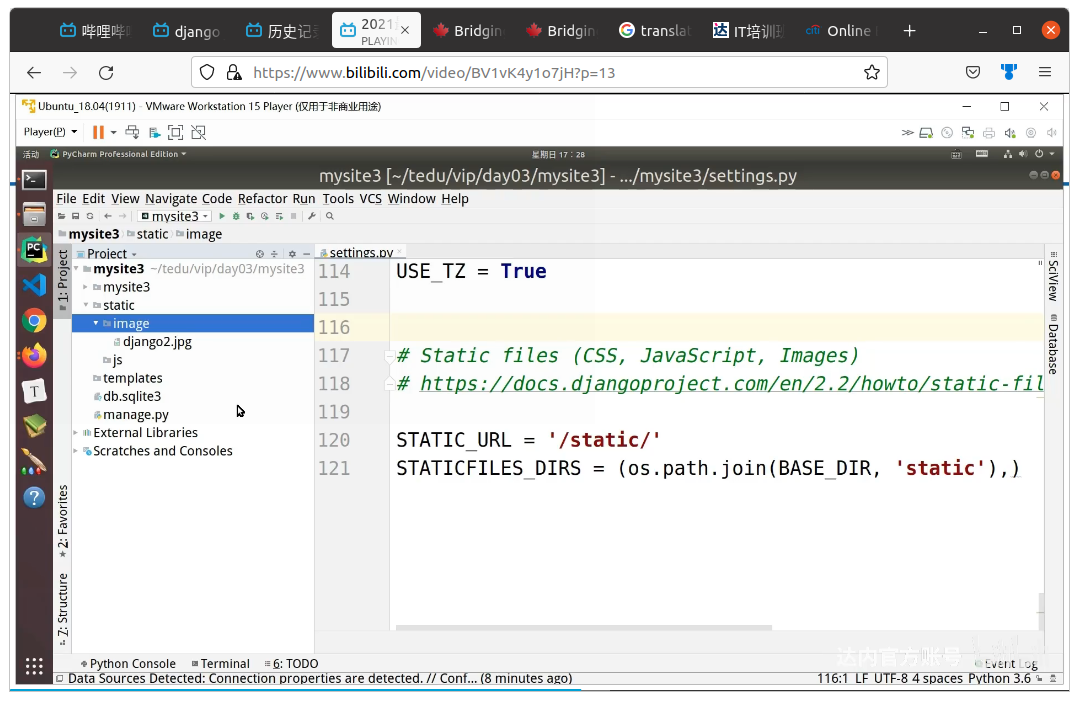 哔哩哔
django
历史记
2021
PLAYIN
Bridgin
Bridgin
translat
IT培训班
Online
https://www.bilibili.com/video/BV1vK4y1o7jH?p=13
Ubuntu_18.04(1911) - VMware Workstation 15 Player (仅用于非商业用途)
Player(P)
活动 PyCharm Professional Edition 星期日 17：28
mysite3 [~/tedu/vip/day03/mysite3] - .../mysite3/settings.py
File Edit View Navigate Code Refactor Run Tools VCS Window Help
mysite3
mysite3 static image
Project
settings.py
1: Project
2: Favorites
Z: Structure
mysite3 ~/tedu/vip/day03/mysite3
mysite3
static
image
django2.jpg
js
templates
db.sqlite3
manage.py
External Libraries
Scratches and Consoles
114 USE_TZ = True
115
116
117 # Static files (CSS, JavaScript, Images)
118 # https://docs.djangoproject.com/en/2.2/howto/static-fil
119
120 STATIC_URL = '/static/'
121 STATICFILES_DIRS = (os.path.join(BASE_DIR, 'static'),)
SciView
Database
达内官方账号
Python Console Terminal 6: TODO Event Log
Data Sources Detected: Connection properties are detected. // Conf... (8 minutes ago) 116:1 LF UTF-8 4 spaces Python 3.6